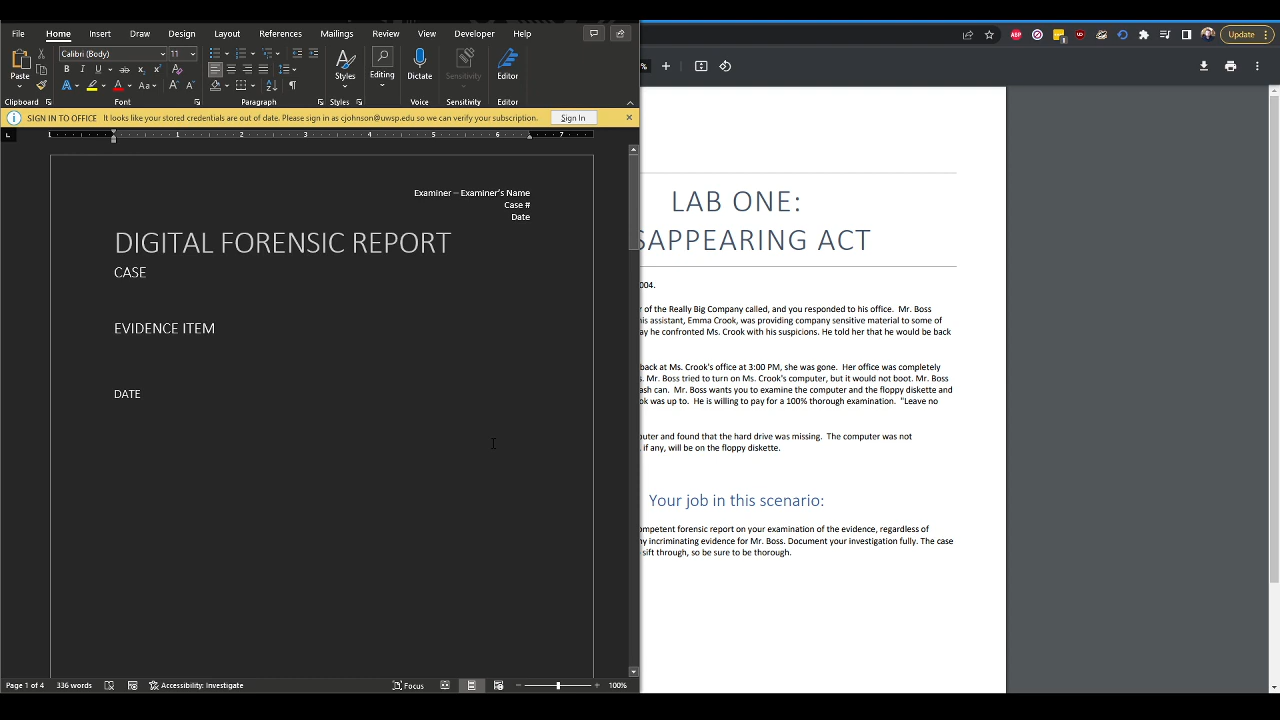 File Home Insert Draw Design Layout References Mailings Review View Developer Help
Update
Calibri (Body) 11
%
Paste
Styles
Editing
Dictate
Sensitivity
Editor
Clipboard Font Paragraph Styles Voice Sensitivity Editor
SIGN IN TO OFFICE It looks like your stored credentials are out of date. Please sign in as cjohnson@uwsp.edu so we can verify your subscription. Sign In
1 1 2 3 4 5 6 7
Examiner – Examiner's Name
Case #
Date
DIGITAL FORENSIC REPORT
CASE
EVIDENCE ITEM
DATE
Page 1 of 4 336 words Accessibility: Investigate Focus 100%
LAB ONE:
SAPPEARING ACT
004.
r of the Really Big Company called, and you responded to his office. Mr. Boss
his assistant, Emma Crook, was providing company sensitive material to some of
ay he confronted Ms. Crook with his suspicions. He told her that he would be back
back at Ms. Crook's office at 3:00 PM, she was gone. Her office was completely
. Mr. Boss tried to turn on Ms. Crook's computer, but it would not boot. Mr. Boss
ash can. Mr. Boss wants you to examine the computer and the floppy diskette and
ok was up to. He is willing to pay for a 100% thorough examination. "Leave no
puter and found that the hard drive was missing. The computer was not
if any, will be on the floppy diskette.
Your job in this scenario:
ompetent forensic report on your examination of the evidence, regardless of
ny incriminating evidence for Mr. Boss. Document your investigation fully. The case
sift through, so be sure to be thorough.